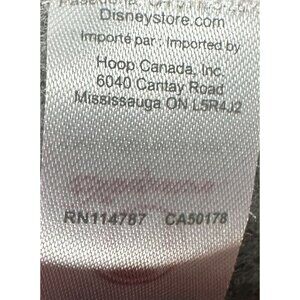 Disneystore.com
Importé par: Imported by
Hoop Canada, Inc.
6040 Cantay Road
Mississauga ON L5R4J2
RN114787 CA50178